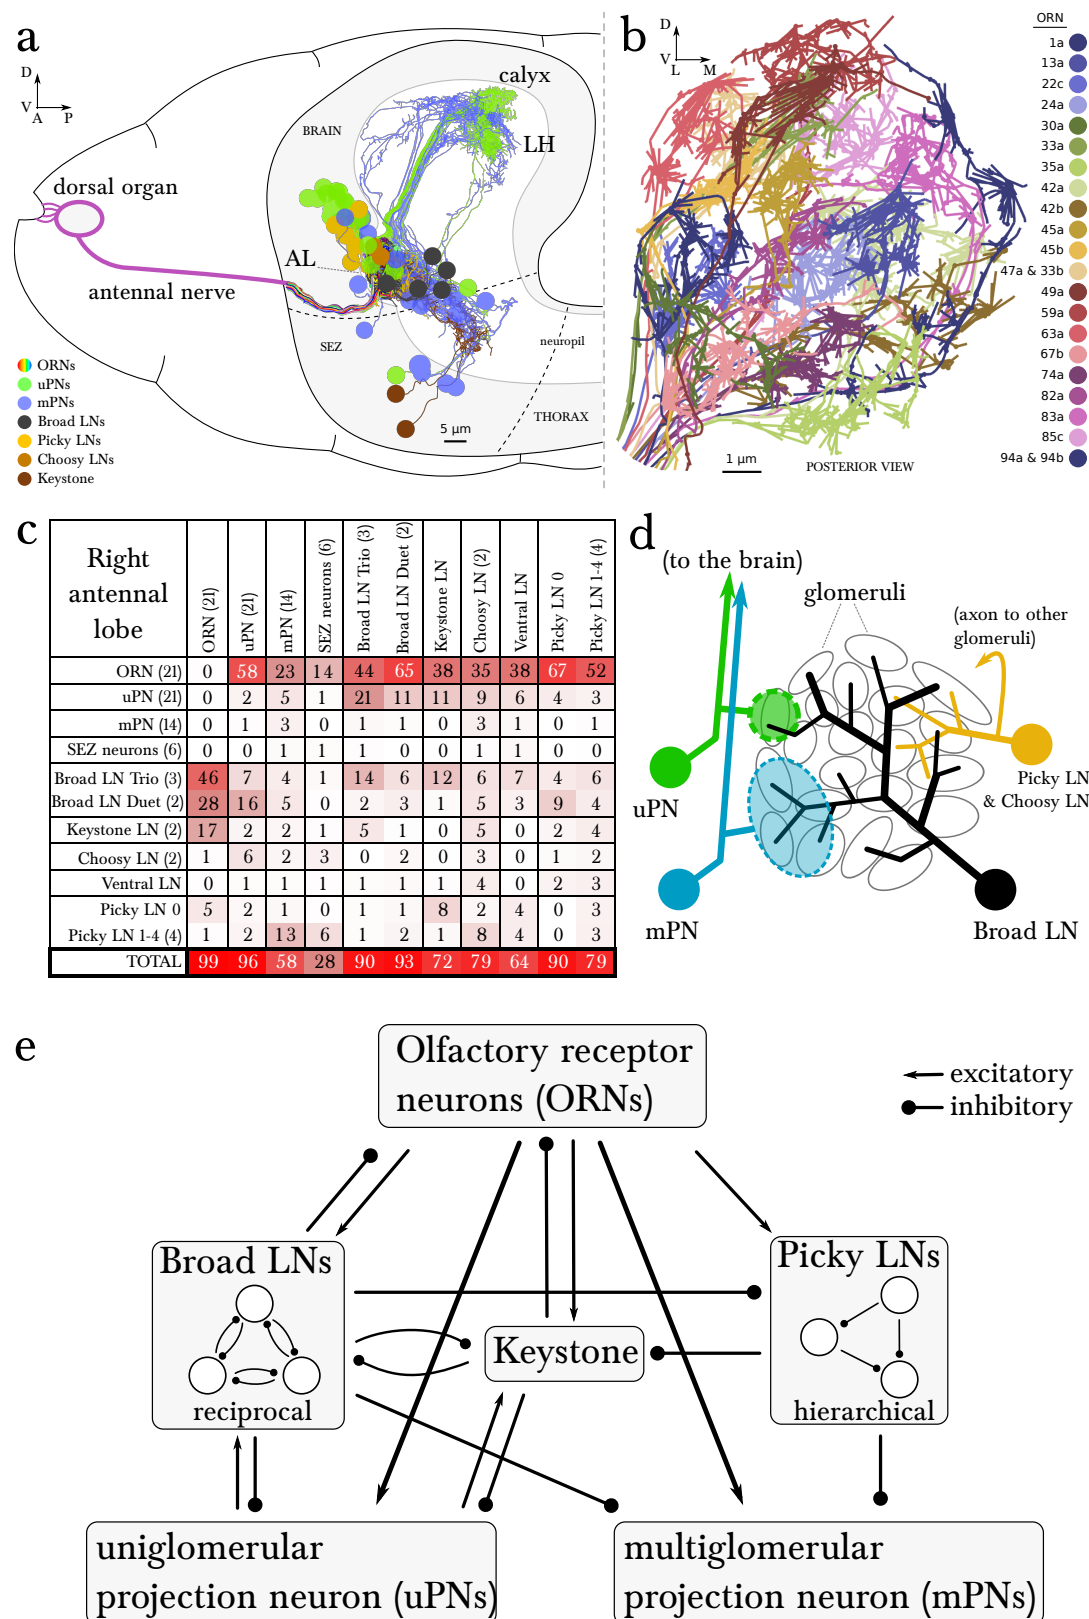 a
D
V
A
P
calyx
BRAIN
LH
dorsal organ
AL
antennal nerve
SEZ
neuropil
THORAX
5 µm
ORNs
uPNs
mPNs
Broad LNs
Picky LNs
Choosy LNs
Keystone
b
D
V
L
M
ORN
1a
13a
22c
24a
30a
33a
35a
42a
42b
45a
45b
47a & 33b
49a
59a
63a
67b
74a
82a
83a
85c
94a & 94b
1 µm
POSTERIOR VIEW
c
Right
antennal
lobe
ORN (21)
uPN (21)
mPN (14)
SEZ neurons (6)
Broad LN Trio (3)
Broad LN Duet (2)
Keystone LN
Choosy LN (2)
Ventral LN
Picky LN 0
Picky LN 1-4 (4)
ORN (21) 0 58 23 14 44 65 38 35 38 67 52
uPN (21) 0 2 5 1 21 11 11 9 6 4 3
mPN (14) 0 1 3 0 1 1 0 3 1 0 1
SEZ neurons (6) 0 0 1 1 1 0 0 1 1 0 0
Broad LN Trio (3) 46 7 4 1 14 6 12 6 7 4 6
Broad LN Duet (2) 28 16 5 0 2 3 1 5 3 9 4
Keystone LN (2) 17 2 2 1 5 1 0 5 0 2 4
Choosy LN (2) 1 6 2 3 0 2 0 3 0 1 2
Ventral LN 0 1 1 1 1 1 1 4 0 2 3
Picky LN 0 5 2 1 0 1 1 8 2 4 0 3
Picky LN 1-4 (4) 1 2 13 6 1 2 1 8 4 0 3
TOTAL 99 96 58 28 90 93 72 79 64 90 79
d
(to the brain)
glomeruli
(axon to other
glomeruli)
uPN
Picky LN
& Choosy LN
mPN
Broad LN
e
Olfactory receptor
neurons (ORNs)
excitatory
inhibitory
Broad LNs
reciprocal
Keystone
Picky LNs
hierarchical
uniglomerular
projection neuron (uPNs)
multiglomerular
projection neuron (mPNs)